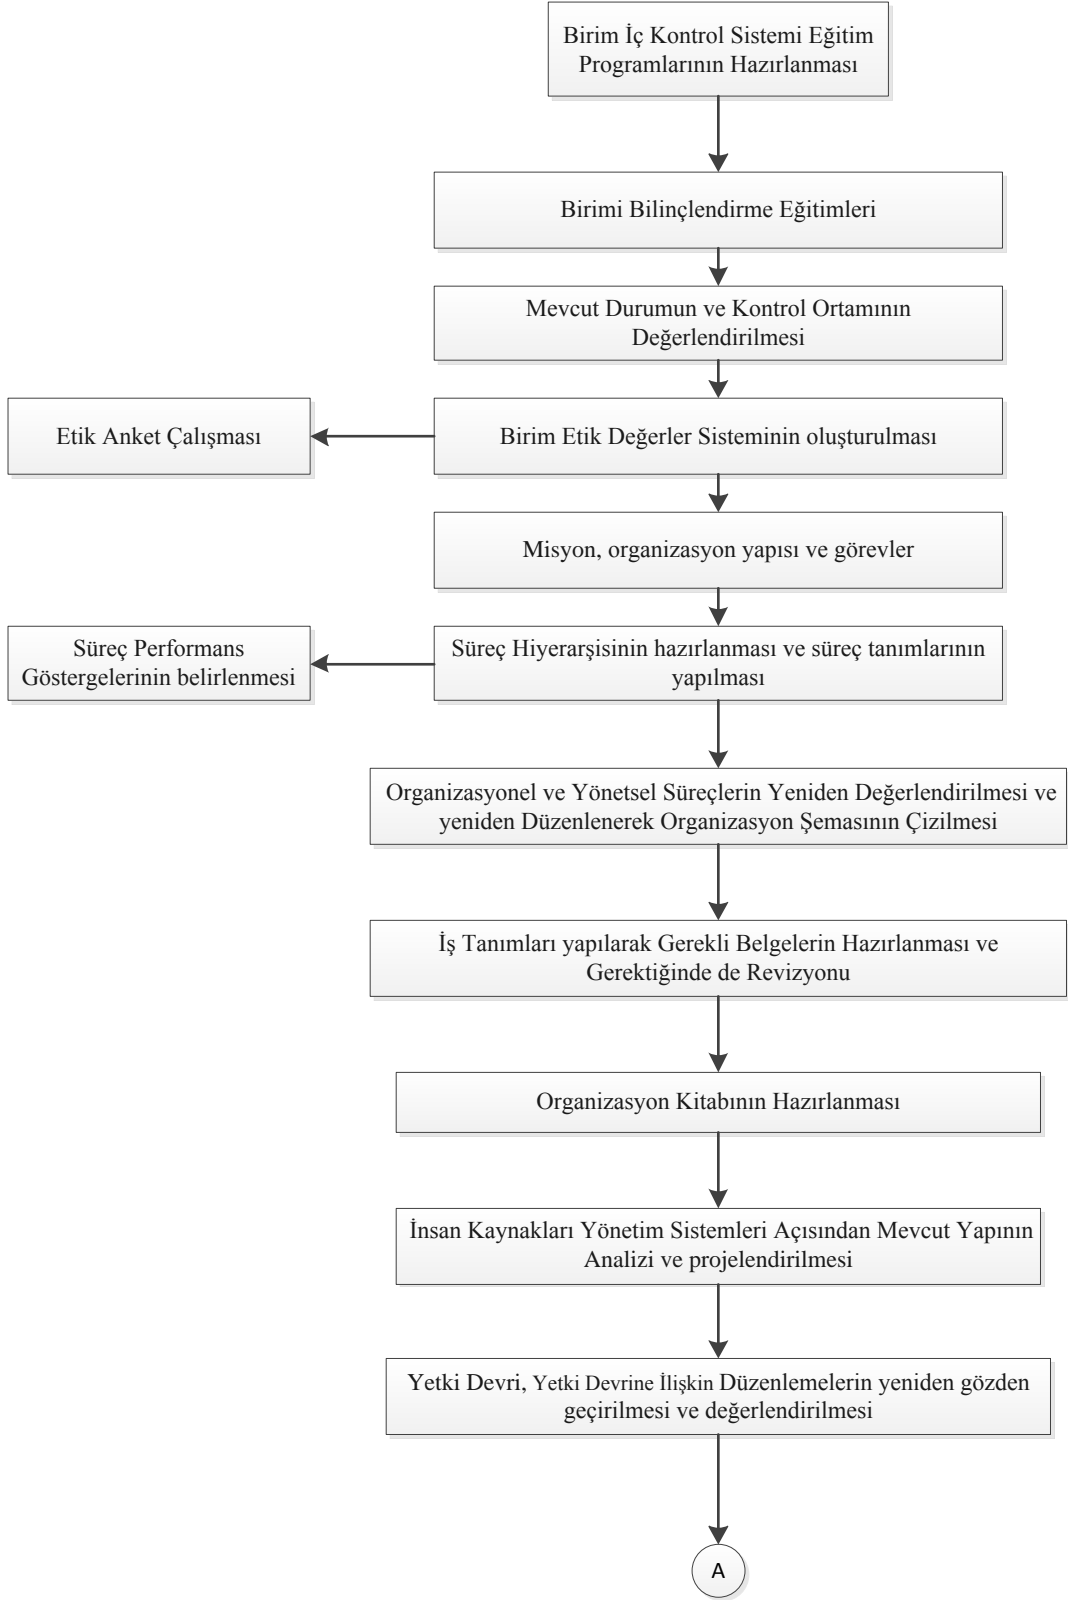 Birim İç Kontrol Sistemi Eğitim
Programlarının Hazırlanması
Birimi Bilinçlendirme Eğitimleri
Mevcut Durumun ve Kontrol Ortamının
Değerlendirilmesi
Etik Anket Çalışması
Birim Etik Değerler Sisteminin oluşturulması
Misyon, organizasyon yapısı ve görevler
Süreç Performans
Göstergelerinin belirlenmesi
Süreç Hiyerarşisinin hazırlanması ve süreç tanımlarının
yapılması
Organizasyonel ve Yönetsel Süreçlerin Yeniden Değerlendirilmesi ve
yeniden Düzenlenerek Organizasyon Şemasının Çizilmesi
İş Tanımları yapılarak Gerekli Belgelerin Hazırlanması ve
Gerektiğinde de Revizyonu
Organizasyon Kitabının Hazırlanması
İnsan Kaynakları Yönetim Sistemleri Açısından Mevcut Yapının
Analizi ve projelendirilmesi
Yetki Devri, Yetki Devrine İlişkin Düzenlemelerin yeniden gözden
geçirilmesi ve değerlendirilmesi
A